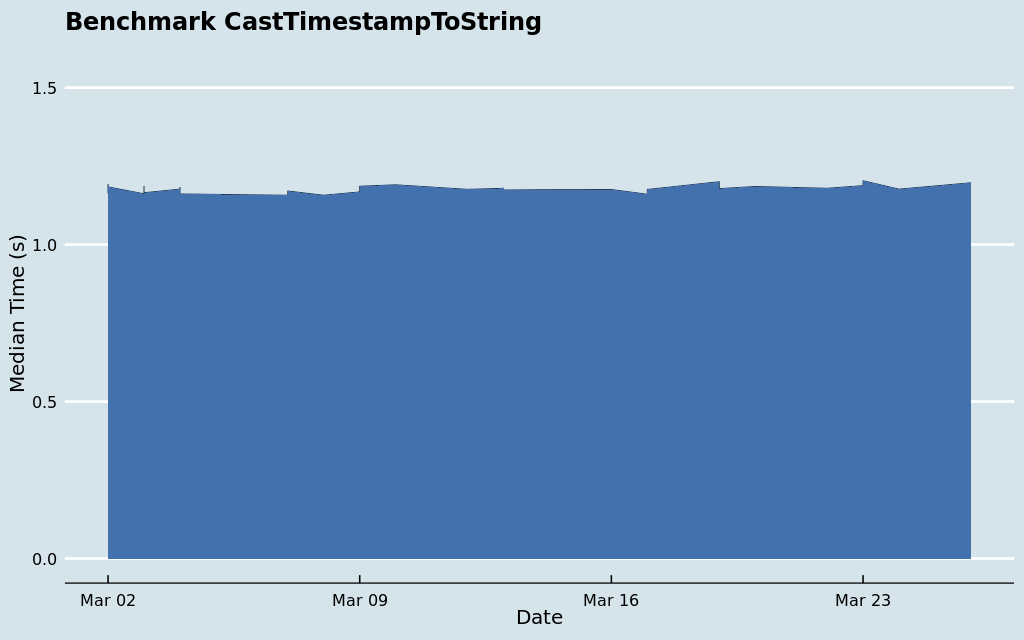 Benchmark CastTimestampToString
1.5
1.0
0.5
0.0
Median Time (s)
Mar 02
Mar 09
Mar 16
Mar 23
Date